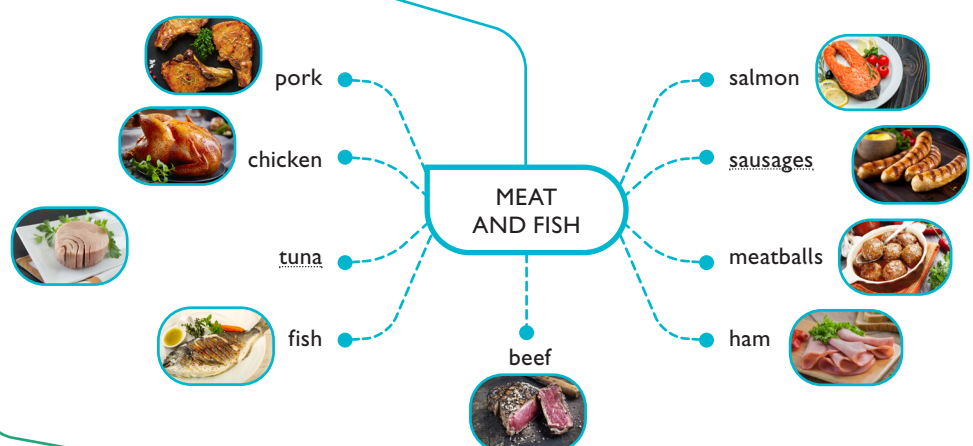 pork
salmon
chicken
sausages
MEAT
AND FISH
tuna
meatballs
fish
ham
beef